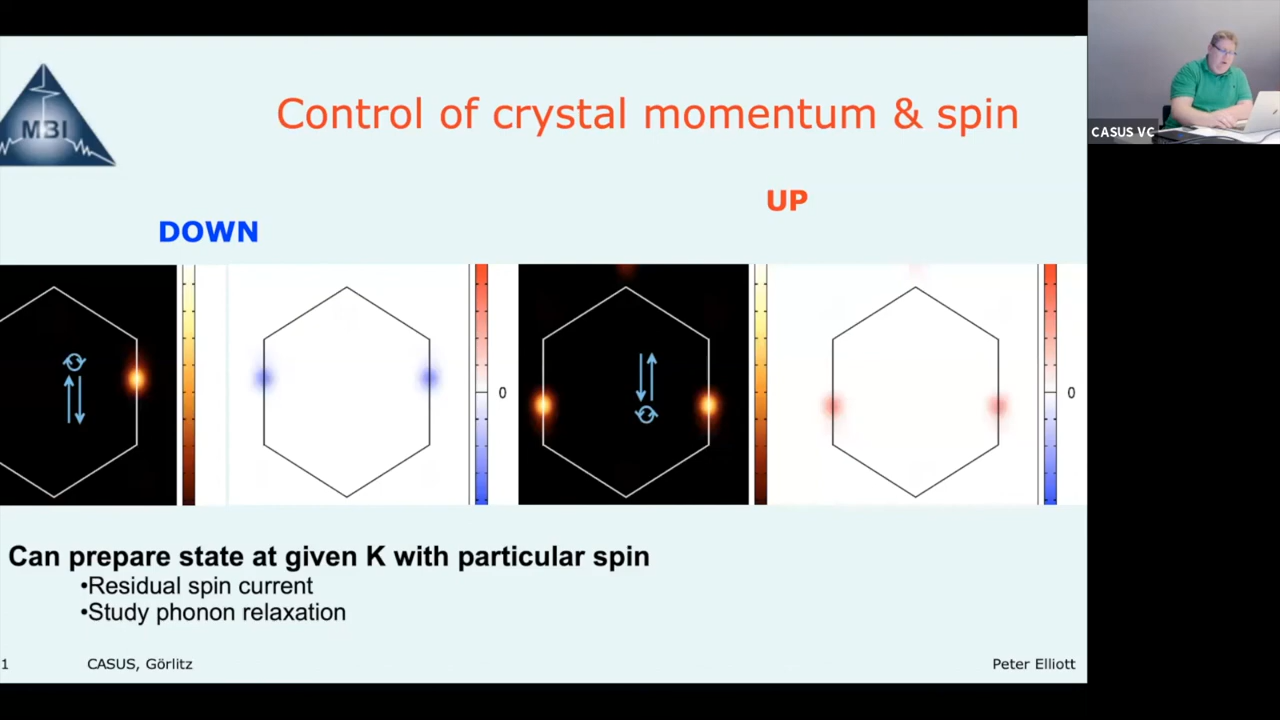 MBI
Control of crystal momentum & spin
CASUS VC
UP
DOWN
0
0
Can prepare state at given K with particular spin
•Residual spin current
•Study phonon relaxation
1
CASUS, Görlitz
Peter Elliott